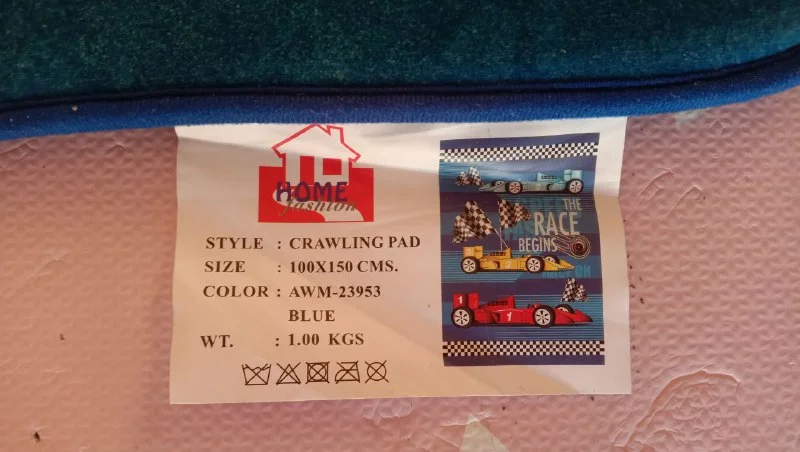 HOME
fashion
STYLE : CRAWLING PAD
SIZE : 100X150 CMS.
COLOR : AWM-23953
BLUE
WT. : 1.00 KGS
THE
RACE
BEGINS
1
1